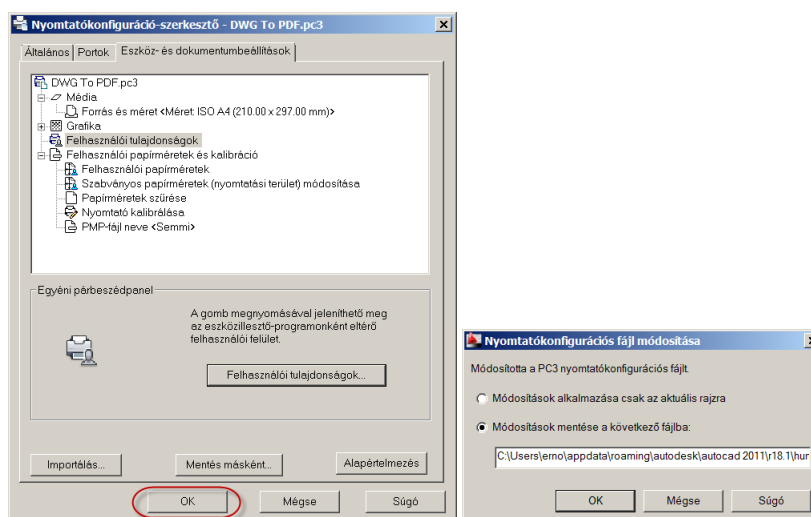 Nyomtatókonfiguráció-szerkesztő - DWG To PDF.pc3
Általános Portok Eszköz- és dokumentumbeállítások
DWG To PDF.pc3
Média
Forrás és méret <Méret: ISO A4 (210.00 x 297.00 mm)>
Grafika
Felhasználói tulajdonságok
Felhasználói papírméretek és kalibráció
Felhasználói papírméretek
Szabványos papírméretek (nyomtatási terület) módosítása
Papírméretek szűrése
Nyomtató kalibrálása
PMP-fájl neve <Semmi>
Egyéni párbeszédpanel
A gomb megnyomásával jeleníthető meg
az eszközillesztő-programonként eltérő
felhasználói felület.
Felhasználói tulajdonságok...
Importálás... Mentés másként... Alapértelmezés
OK Mégse Súgó
Nyomtatókonfigurációs fájl módosítása
Módosította a PC3 nyomtatókonfigurációs fájlt.
Módosítások alkalmazása csak az aktuális rajzra
Módosítások mentése a következő fájlba:
C:\Users\erno\appdata\roaming\autodesk\autocad 2011\r18.1\hun
OK Mégse Súgó